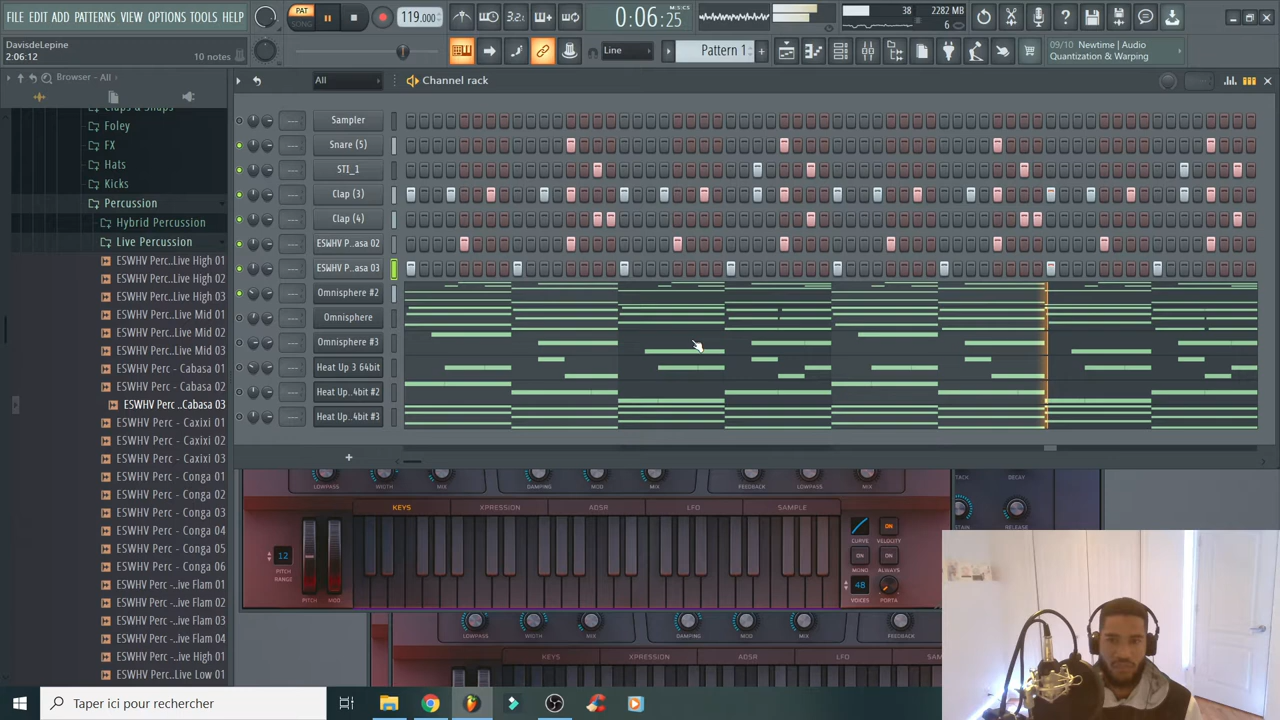 FILE EDIT ADD PATTERNS VIEW OPTIONS TOOLS HELP
PAT
SONG
119.000
3.2.
0:06:25
M:S:CS
38
2282 MB
6
DavisdeLepine
2:06:12
10 notes
Line
Pattern 1
09/10 Newtime | Audio
Quantization & Warping
Browser - All
All
Channel rack
Claps & Snaps
Foley
FX
Hats
Kicks
Percussion
Hybrid Percussion
Live Percussion
ESWHV Perc...Live High 01
ESWHV Perc...Live High 02
ESWHV Perc...Live High 03
ESWHV Perc...Live Mid 01
ESWHV Perc...Live Mid 02
ESWHV Perc...Live Mid 03
ESWHV Perc - Cabasa 01
ESWHV Perc - Cabasa 02
ESWHV Perc ..Cabasa 03
ESWHV Perc - Caxixi 01
ESWHV Perc - Caxixi 02
ESWHV Perc - Caxixi 03
ESWHV Perc - Conga 01
ESWHV Perc - Conga 02
ESWHV Perc - Conga 03
ESWHV Perc - Conga 04
ESWHV Perc - Conga 05
ESWHV Perc - Conga 06
ESWHV Perc -..ive Flam 01
ESWHV Perc -..ive Flam 02
ESWHV Perc -..ive Flam 03
ESWHV Perc -..ive Flam 04
ESWHV Perc -...ive High 01
ESWHV Perc -..ive Low 01
Sampler
Snare (5)
STI_1
Clap (3)
Clap (4)
ESWHV P..asa 02
ESWHV P..asa 03
Omnisphere #2
Omnisphere
Omnisphere #3
Heat Up 3 64bit
Heat Up..4bit #2
Heat Up..4bit #3
LOWPASS WIDTH MIX DAMPING MOD MIX FEEDBACK LOWPASS MIX
KEYS XPRESSION ADSR LFO SAMPLE
DECAY
RELEASE
12
PITCH
RANGE
PITCH MOD
ON
CURVE VELOCITY
ON ON
MONO ALWAYS
48
VOICES PORTA
LOWPASS WIDTH MIX DAMPING MOD MIX FEEDBACK
KEYS XPRESSION ADSR LFO
Taper ici pour rechercher